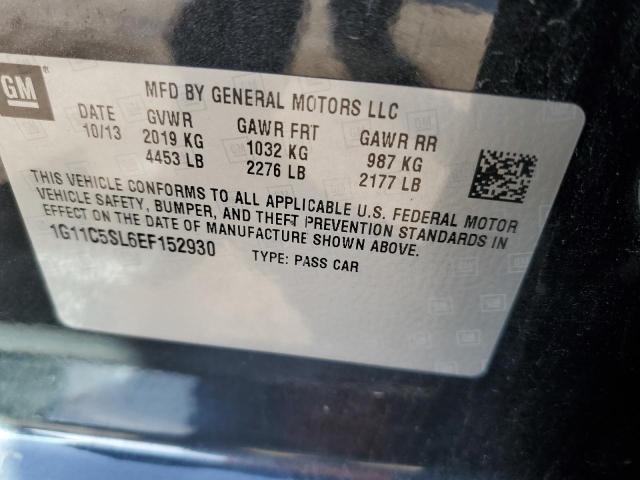 GM
MFD BY GENERAL MOTORS LLC
DATE GVWR GAWR FRT GAWR RR
10/13 2019 KG 1032 KG 987 KG
4453 LB 2276 LB 2177 LB
THIS VEHICLE CONFORMS TO ALL APPLICABLE U.S. FEDERAL MOTOR
VEHICLE SAFETY, BUMPER, AND THEFT PREVENTION STANDARDS IN
EFFECT ON THE DATE OF MANUFACTURE SHOWN ABOVE.
1G11C5SL6EF152930 TYPE: PASS CAR